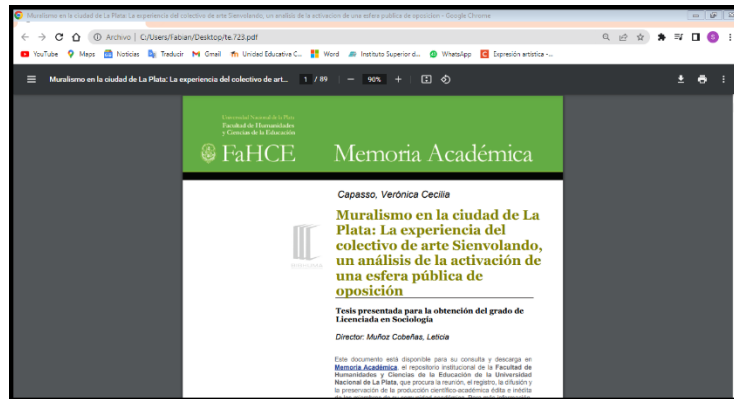 Muralismo en la ciudad de La Plata: La experiencia del colectivo de arte Sienvolando, un análisis de la activacion de una esfera pública de oposición - Google Chrome
Archivo | C:/Users/Fabian/Desktop/te.723.pdf
YouTube Maps Noticias Traducir Gmail Unidad Educativa C... Word Instituto Superior d... WhatsApp Expresión artística -...
Muralismo en la ciudad de La Plata: La experiencia del colectivo de art... 1 / 89 — 90% +
Universidad Nacional de La Plata
Facultad de Humanidades
y Ciencias de la Educación
FaHCE Memoria Académica
Capasso, Verónica Cecilia
Muralismo en la ciudad de La
Plata: La experiencia del
colectivo de arte Sienvolando,
un análisis de la activación de
una esfera pública de
oposición
Tesis presentada para la obtención del grado de
Licenciada en Sociología
Director: Muñoz Cobeñas, Leticia
Este documento está disponible para su consulta y descarga en
Memoria Académica, el repositorio institucional de la Facultad de
Humanidades y Ciencias de la Educación de la Universidad
Nacional de La Plata, que procura la reunión, el registro, la difusión y
la preservación de la producción científico-académica édita e inédita